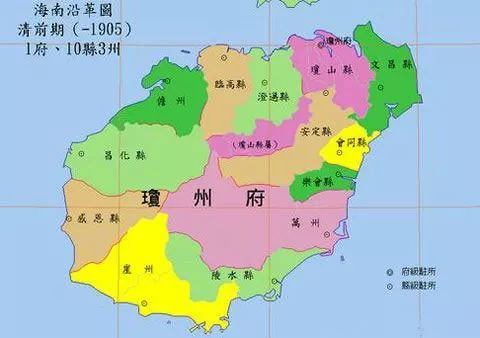 海南沿革圖
清前期 (-1905)
1府、10縣3州
瓊州府
文昌縣
瓊山縣
臨高縣
澄邁縣
儋州
安定縣
(瓊山縣屬)
會同縣
昌化縣
樂會縣
瓊州府
萬州
感恩縣
崖州
陵水縣
府級駐所
縣級駐所